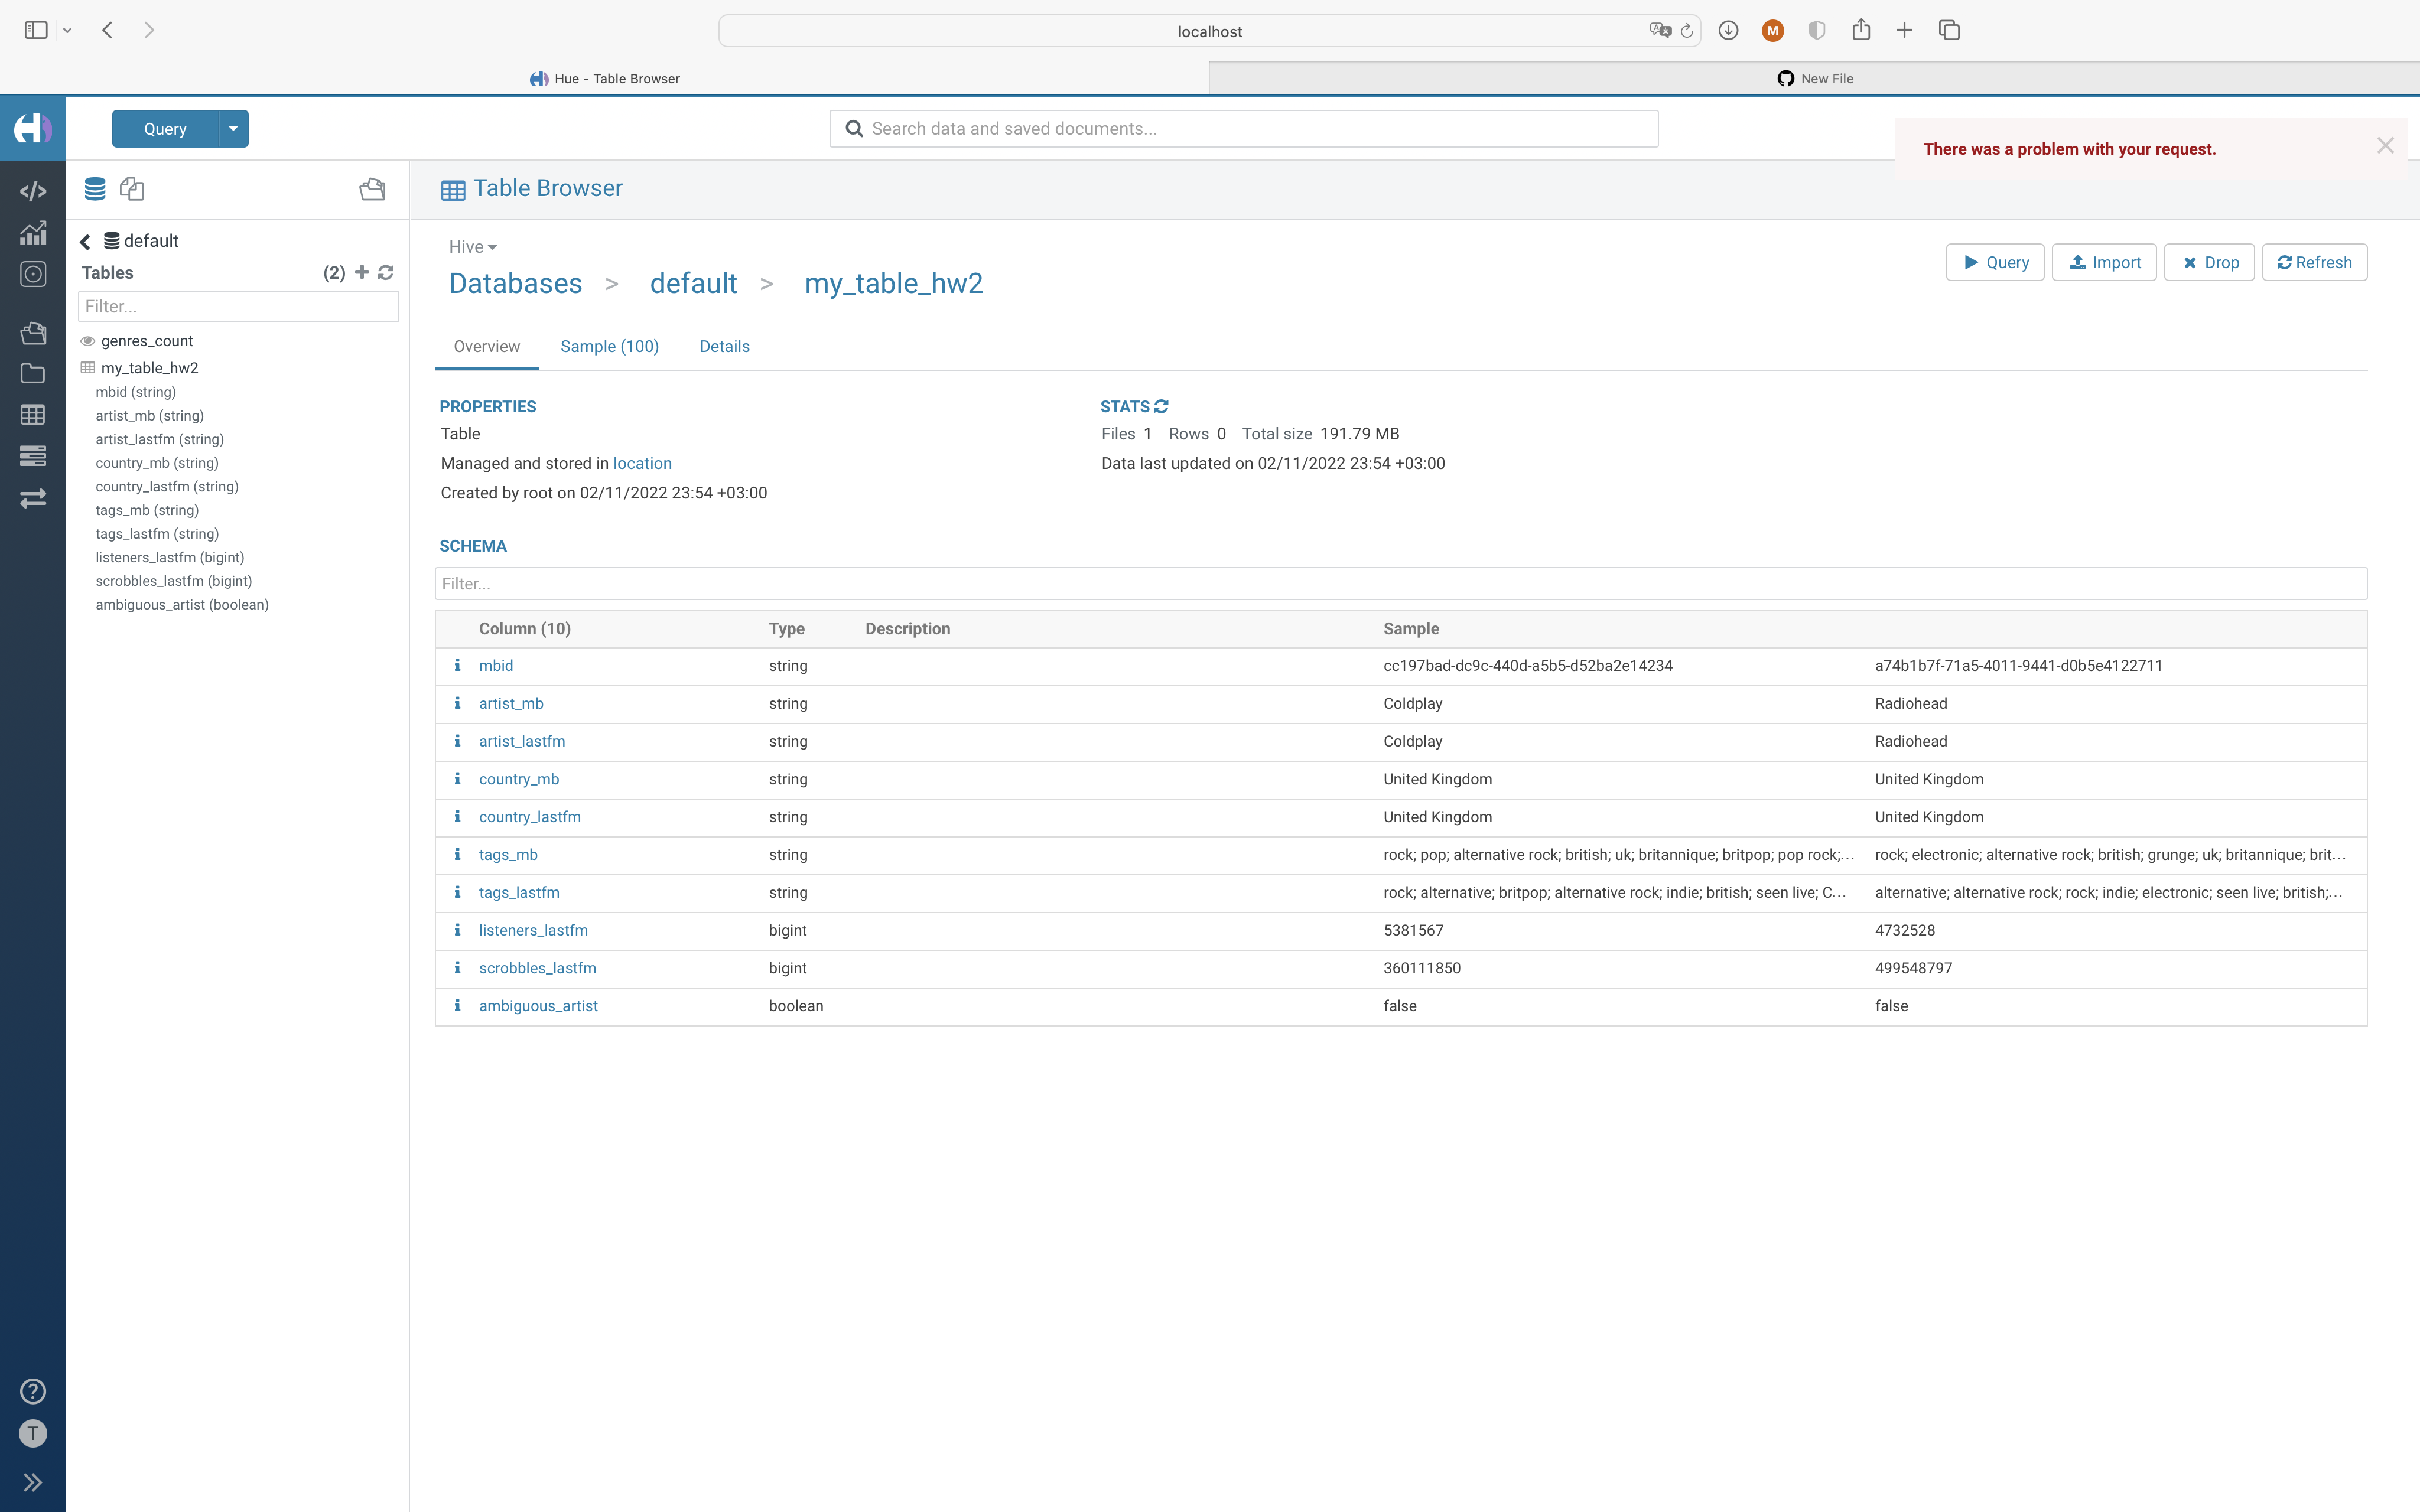 localhost
M
Hue - Table Browser
New File
Query
Search data and saved documents...
There was a problem with your request.
Table Browser
default
Tables (2)
Filter...
genres_count
my_table_hw2
mbid (string)
artist_mb (string)
artist_lastfm (string)
country_mb (string)
country_lastfm (string)
tags_mb (string)
tags_lastfm (string)
listeners_lastfm (bigint)
scrobbles_lastfm (bigint)
ambiguous_artist (boolean)
Hive
Databases > default > my_table_hw2
Query Import Drop Refresh
Overview Sample (100) Details
PROPERTIES
Table
Managed and stored in location
Created by root on 02/11/2022 23:54 +03:00
STATS
Files 1 Rows 0 Total size 191.79 MB
Data last updated on 02/11/2022 23:54 +03:00
SCHEMA
Filter...
Column (10) Type Description Sample
mbid string cc197bad-dc9c-440d-a5b5-d52ba2e14234 a74b1b7f-71a5-4011-9441-d0b5e4122711
artist_mb string Coldplay Radiohead
artist_lastfm string Coldplay Radiohead
country_mb string United Kingdom United Kingdom
country_lastfm string United Kingdom United Kingdom
tags_mb string rock; pop; alternative rock; british; uk; britannique; britpop; pop rock;... rock; electronic; alternative rock; british; grunge; uk; britannique; brit...
tags_lastfm string rock; alternative; britpop; alternative rock; indie; british; seen live; C... alternative; alternative rock; rock; indie; electronic; seen live; british;...
listeners_lastfm bigint 5381567 4732528
scrobbles_lastfm bigint 360111850 499548797
ambiguous_artist boolean false false
T